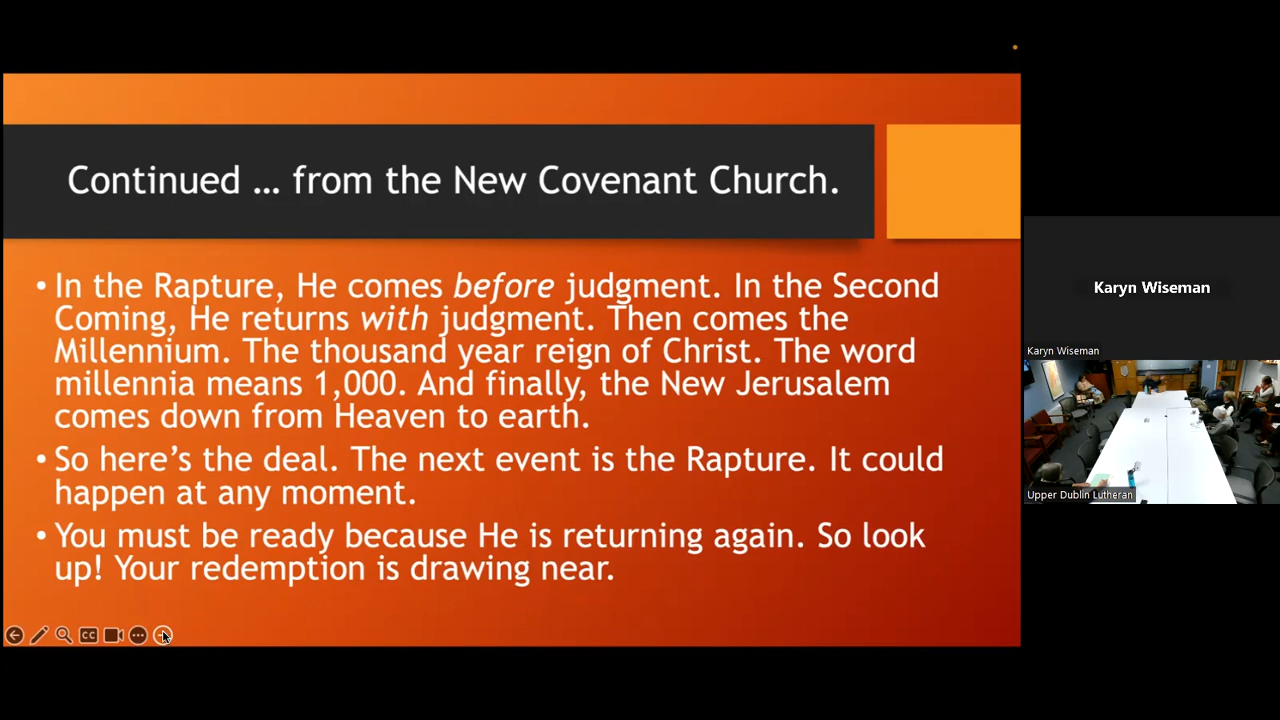 Continued ... from the New Covenant Church.
• In the Rapture, He comes before judgment. In the Second
Coming, He returns with judgment. Then comes the
Millennium. The thousand year reign of Christ. The word
millennia means 1,000. And finally, the New Jerusalem
comes down from Heaven to earth.
• So here’s the deal. The next event is the Rapture. It could
happen at any moment.
• You must be ready because He is returning again. So look
up! Your redemption is drawing near.
CC
Karyn Wiseman
Karyn Wiseman
Upper Dublin Lutheran